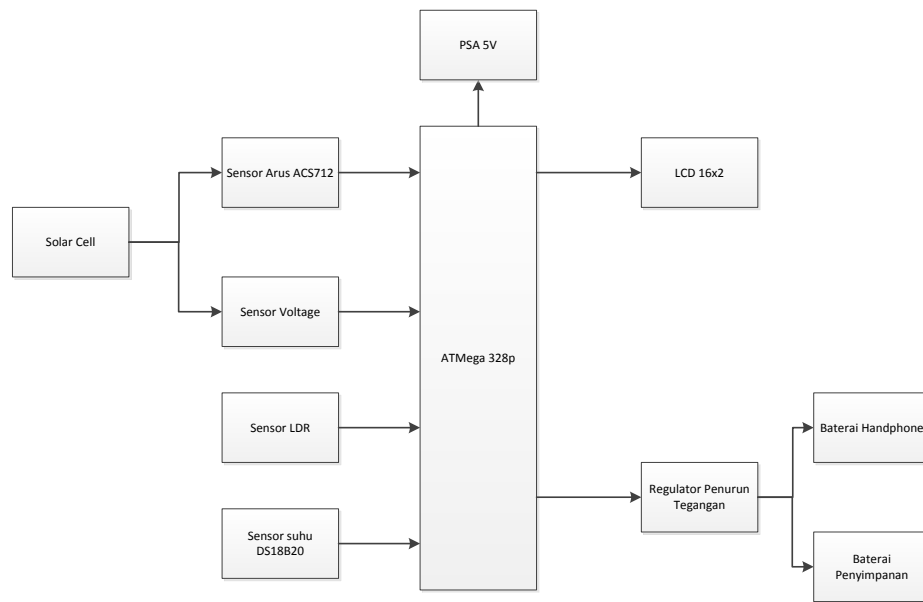 PSA 5V
Sensor Arus ACS712
LCD 16x2
Solar Cell
Sensor Voltage
ATMega 328p
Sensor LDR
Baterai Handphone
Regulator Penurun
Tegangan
Sensor suhu
DS18B20
Baterai
Penyimpanan